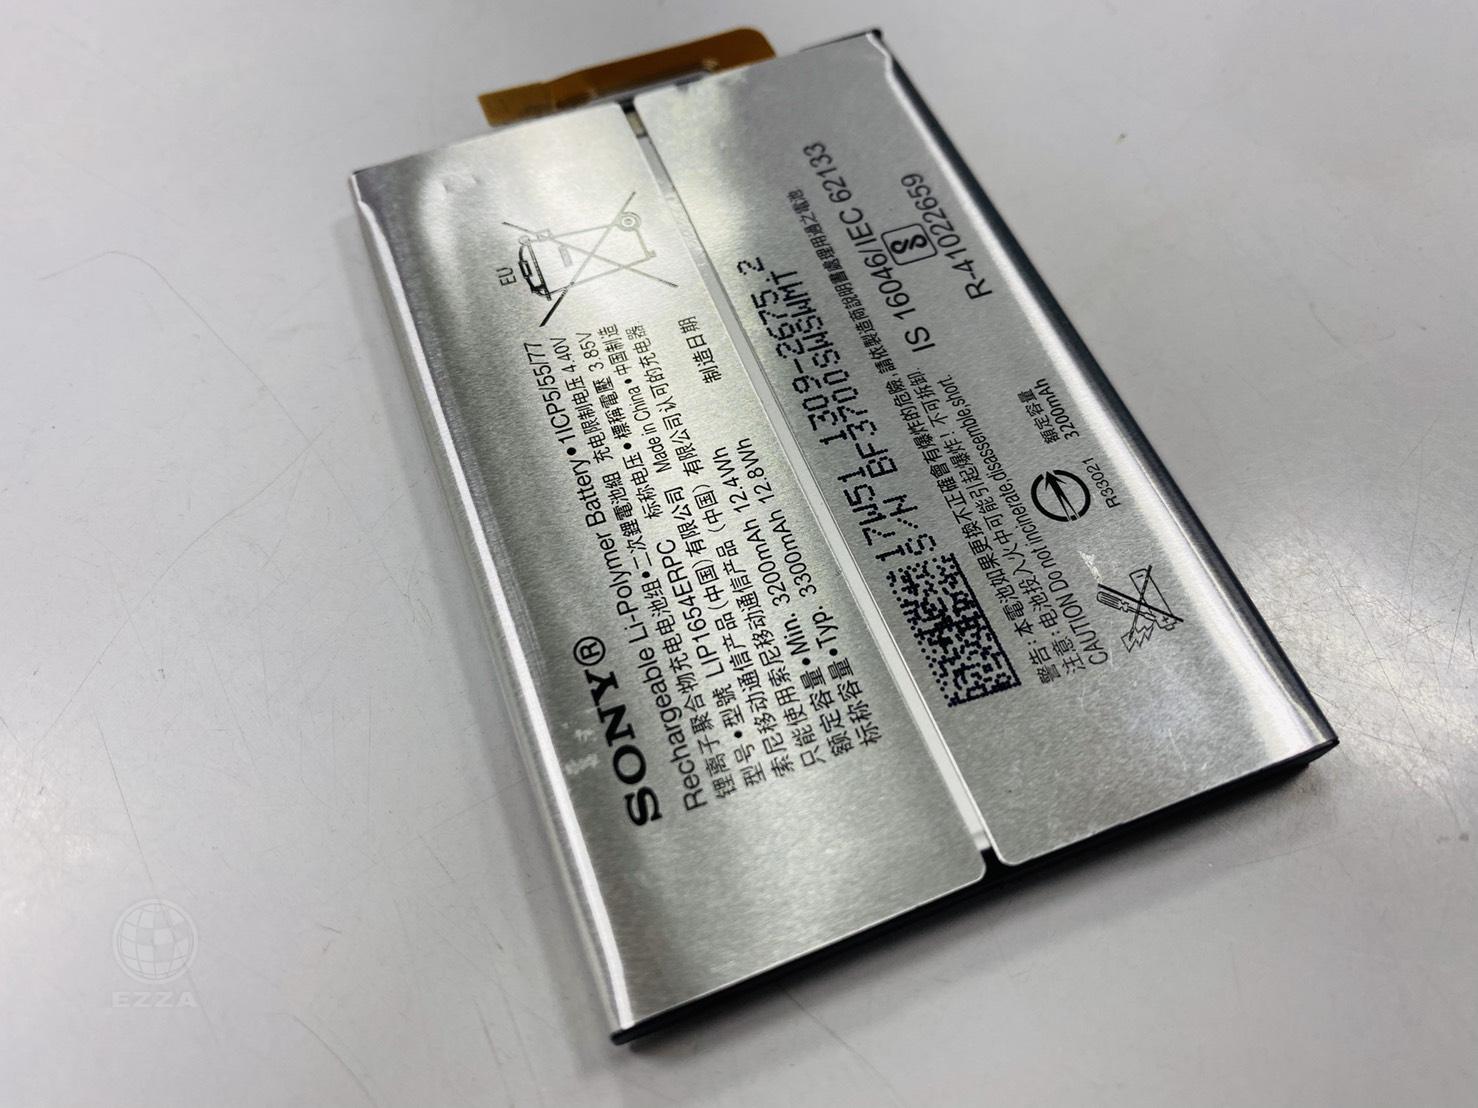 SONY®
Rechargeable Li-Polymer Battery • 1ICP5/55/77
锂离子聚合物充电电池组 • 二次鋰電池組 充电限制电压 4.40V
型号 • 型號 LIP1654ERPC 标称电压 • 標稱電壓 3.85V
索尼移动通信产品(中国)有限公司 Made in China • 中国制造
只能使用索尼移动通信产品(中国)有限公司认可的充电器
额定容量 • Min. 3200mAh 12.4Wh
标称容量 • Typ. 3300mAh 12.8Wh
制造日期
EU
17W51 1309-2675.2
S/N BF3700SWSWMT
警告: 本電池如果更換不正確會有爆炸的危險, 請依製造商說明書處理用過之電池
注意: 电池投入火中可能引起爆炸! 不可拆卸.
CAUTION Do not incinerate, disassemble, short.
IS 16046/IEC 62133
R-41022659
R33021
額定容量
3200mAh
EZZA